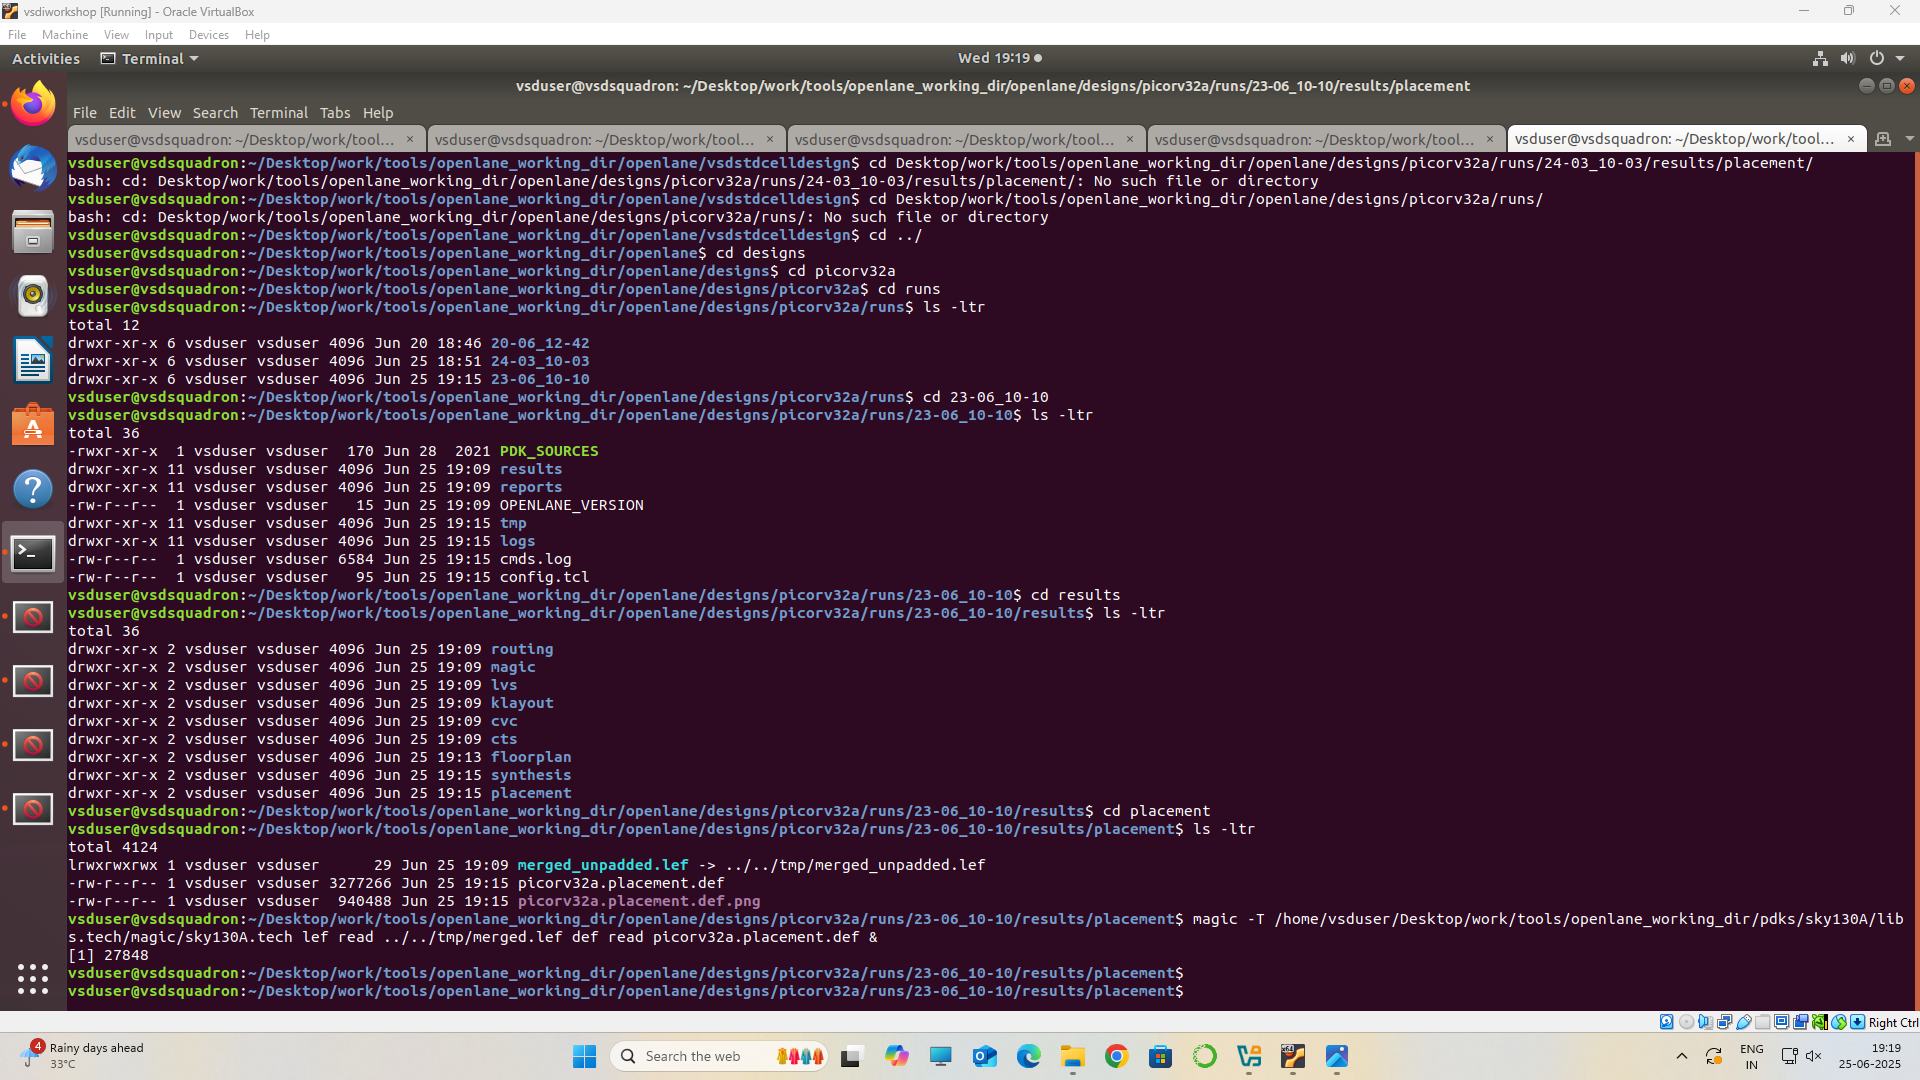 vsdiworkshop [Running] - Oracle VirtualBox
File Machine View Input Devices Help
Activities Terminal Wed 19:19
vsduser@vsdsquadron: ~/Desktop/work/tools/openlane_working_dir/openlane/designs/picorv32a/runs/23-06_10-10/results/placement
File Edit View Search Terminal Tabs Help
vsduser@vsdsquadron: ~/Desktop/work/tool... × vsduser@vsdsquadron: ~/Desktop/work/tool... × vsduser@vsdsquadron: ~/Desktop/work/tool... × vsduser@vsdsquadron: ~/Desktop/work/tool... × vsduser@vsdsquadron: ~/Desktop/work/tool... ×
vsduser@vsdsquadron:~/Desktop/work/tools/openlane_working_dir/openlane/vsdstdcelldesign$ cd Desktop/work/tools/openlane_working_dir/openlane/designs/picorv32a/runs/24-03_10-03/results/placement/
bash: cd: Desktop/work/tools/openlane_working_dir/openlane/designs/picorv32a/runs/24-03_10-03/results/placement/: No such file or directory
vsduser@vsdsquadron:~/Desktop/work/tools/openlane_working_dir/openlane/vsdstdcelldesign$ cd Desktop/work/tools/openlane_working_dir/openlane/designs/picorv32a/runs/
bash: cd: Desktop/work/tools/openlane_working_dir/openlane/designs/picorv32a/runs/: No such file or directory
vsduser@vsdsquadron:~/Desktop/work/tools/openlane_working_dir/openlane/vsdstdcelldesign$ cd ../
vsduser@vsdsquadron:~/Desktop/work/tools/openlane_working_dir/openlane$ cd designs
vsduser@vsdsquadron:~/Desktop/work/tools/openlane_working_dir/openlane/designs$ cd picorv32a
vsduser@vsdsquadron:~/Desktop/work/tools/openlane_working_dir/openlane/designs/picorv32a$ cd runs
vsduser@vsdsquadron:~/Desktop/work/tools/openlane_working_dir/openlane/designs/picorv32a/runs$ ls -ltr
total 12
drwxr-xr-x 6 vsduser vsduser 4096 Jun 20 18:46 20-06_12-42
drwxr-xr-x 6 vsduser vsduser 4096 Jun 25 18:51 24-03_10-03
drwxr-xr-x 6 vsduser vsduser 4096 Jun 25 19:15 23-06_10-10
vsduser@vsdsquadron:~/Desktop/work/tools/openlane_working_dir/openlane/designs/picorv32a/runs$ cd 23-06_10-10
vsduser@vsdsquadron:~/Desktop/work/tools/openlane_working_dir/openlane/designs/picorv32a/runs/23-06_10-10$ ls -ltr
total 36
-rwxr-xr-x  1 vsduser vsduser  170 Jun 28  2021 PDK_SOURCES
drwxr-xr-x 11 vsduser vsduser 4096 Jun 25 19:09 results
drwxr-xr-x 11 vsduser vsduser 4096 Jun 25 19:09 reports
-rw-r--r--  1 vsduser vsduser   15 Jun 25 19:09 OPENLANE_VERSION
drwxr-xr-x 11 vsduser vsduser 4096 Jun 25 19:15 tmp
drwxr-xr-x 11 vsduser vsduser 4096 Jun 25 19:15 logs
-rw-r--r--  1 vsduser vsduser 6584 Jun 25 19:15 cmds.log
-rw-r--r--  1 vsduser vsduser   95 Jun 25 19:15 config.tcl
vsduser@vsdsquadron:~/Desktop/work/tools/openlane_working_dir/openlane/designs/picorv32a/runs/23-06_10-10$ cd results
vsduser@vsdsquadron:~/Desktop/work/tools/openlane_working_dir/openlane/designs/picorv32a/runs/23-06_10-10/results$ ls -ltr
total 36
drwxr-xr-x 2 vsduser vsduser 4096 Jun 25 19:09 routing
drwxr-xr-x 2 vsduser vsduser 4096 Jun 25 19:09 magic
drwxr-xr-x 2 vsduser vsduser 4096 Jun 25 19:09 lvs
drwxr-xr-x 2 vsduser vsduser 4096 Jun 25 19:09 klayout
drwxr-xr-x 2 vsduser vsduser 4096 Jun 25 19:09 cvc
drwxr-xr-x 2 vsduser vsduser 4096 Jun 25 19:09 cts
drwxr-xr-x 2 vsduser vsduser 4096 Jun 25 19:13 floorplan
drwxr-xr-x 2 vsduser vsduser 4096 Jun 25 19:15 synthesis
drwxr-xr-x 2 vsduser vsduser 4096 Jun 25 19:15 placement
vsduser@vsdsquadron:~/Desktop/work/tools/openlane_working_dir/openlane/designs/picorv32a/runs/23-06_10-10/results$ cd placement
vsduser@vsdsquadron:~/Desktop/work/tools/openlane_working_dir/openlane/designs/picorv32a/runs/23-06_10-10/results/placement$ ls -ltr
total 4124
lrwxrwxrwx 1 vsduser vsduser      29 Jun 25 19:09 merged_unpadded.lef -> ../../tmp/merged_unpadded.lef
-rw-r--r-- 1 vsduser vsduser 3277266 Jun 25 19:15 picorv32a.placement.def
-rw-r--r-- 1 vsduser vsduser  940488 Jun 25 19:15 picorv32a.placement.def.png
vsduser@vsdsquadron:~/Desktop/work/tools/openlane_working_dir/openlane/designs/picorv32a/runs/23-06_10-10/results/placement$ magic -T /home/vsduser/Desktop/work/tools/openlane_working_dir/pdks/sky130A/lib
s.tech/magic/sky130A.tech lef read ../../tmp/merged.lef def read picorv32a.placement.def &
[1] 27848
vsduser@vsdsquadron:~/Desktop/work/tools/openlane_working_dir/openlane/designs/picorv32a/runs/23-06_10-10/results/placement$
vsduser@vsdsquadron:~/Desktop/work/tools/openlane_working_dir/openlane/designs/picorv32a/runs/23-06_10-10/results/placement$
Right Ctrl
4 Rainy days ahead
33°C
Search the web
ENG
IN
19:19
25-06-2025